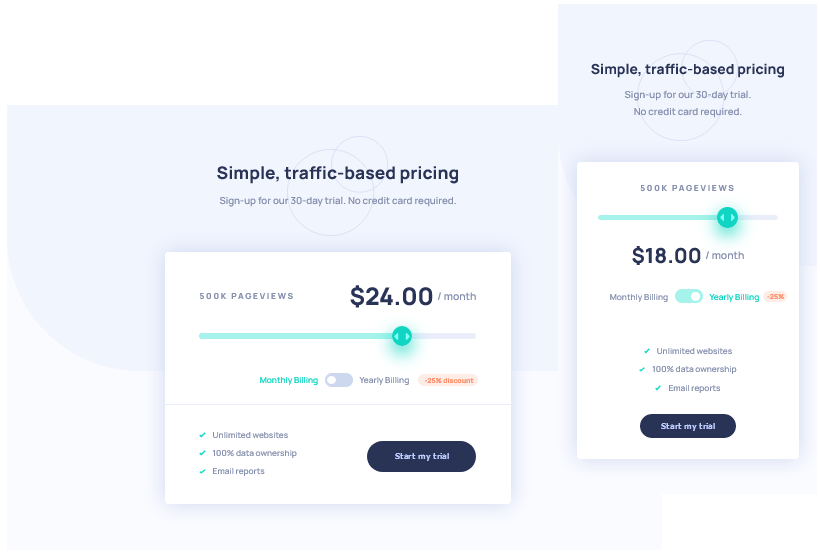 Simple, traffic-based pricing
Sign-up for our 30-day trial. No credit card required.
500K PAGEVIEWS
$24.00 / month
Monthly Billing Yearly Billing -25% discount
Unlimited websites
100% data ownership
Email reports
Start my trial
Simple, traffic-based pricing
Sign-up for our 30-day trial.
No credit card required.
500K PAGEVIEWS
$18.00 / month
Monthly Billing Yearly Billing -25%
Unlimited websites
100% data ownership
Email reports
Start my trial